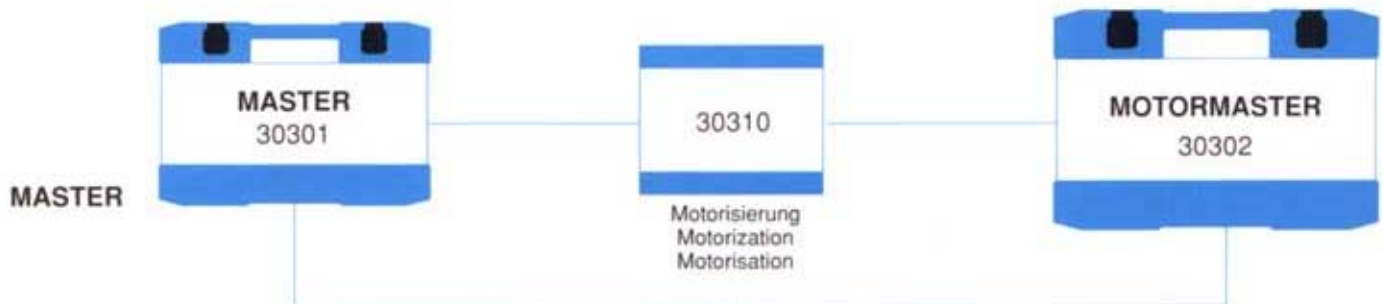 MASTER
MASTER
30301
30310
Motorisierung
Motorization
Motorisation
MOTORMASTER
30302